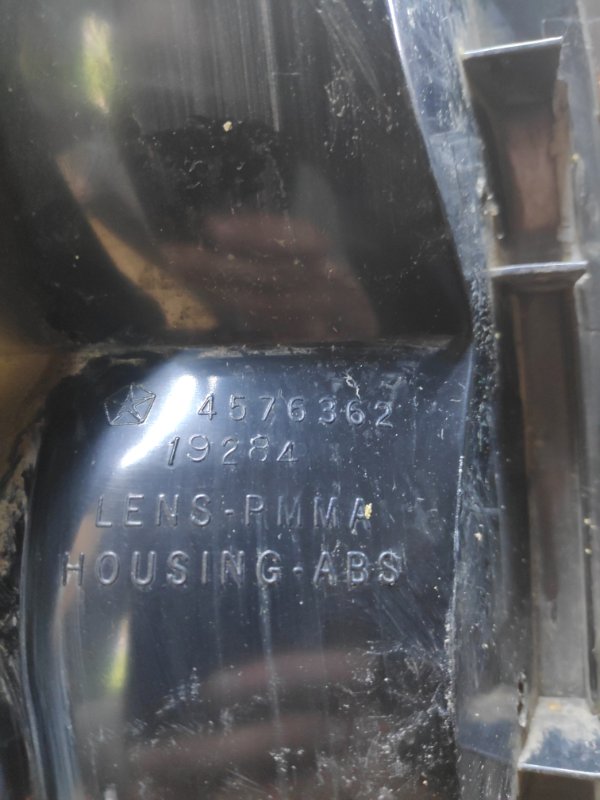 4576362
19284
LENS-PMMA
HOUSING-ABS